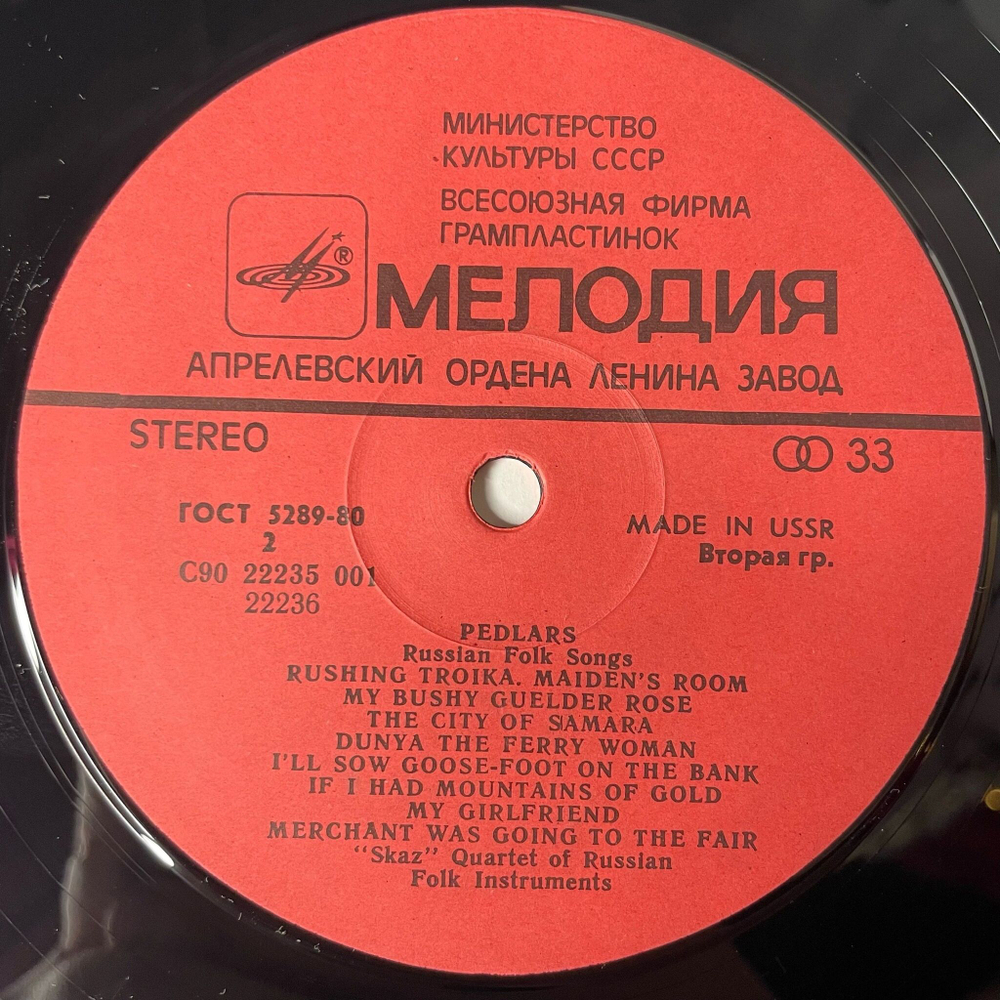 МИНИСТЕРСТВО
КУЛЬТУРЫ СССР
ВСЕСОЮЗНАЯ ФИРМА
ГРАМПЛАСТИНОК
®
МЕЛОДИЯ
АПРЕЛЕВСКИЙ ОРДЕНА ЛЕНИНА ЗАВОД
STEREO
33
ГОСТ 5289-80
2
С90 22235 001
22236
MADE IN USSR
Вторая гр.
PEDLARS
Russian Folk Songs
RUSHING TROIKA. MAIDEN'S ROOM
MY BUSHY GUELDER ROSE
THE CITY OF SAMARA
DUNYA THE FERRY WOMAN
I'LL SOW GOOSE-FOOT ON THE BANK
IF I HAD MOUNTAINS OF GOLD
MY GIRLFRIEND
MERCHANT WAS GOING TO THE FAIR
"Skaz" Quartet of Russian
Folk Instruments